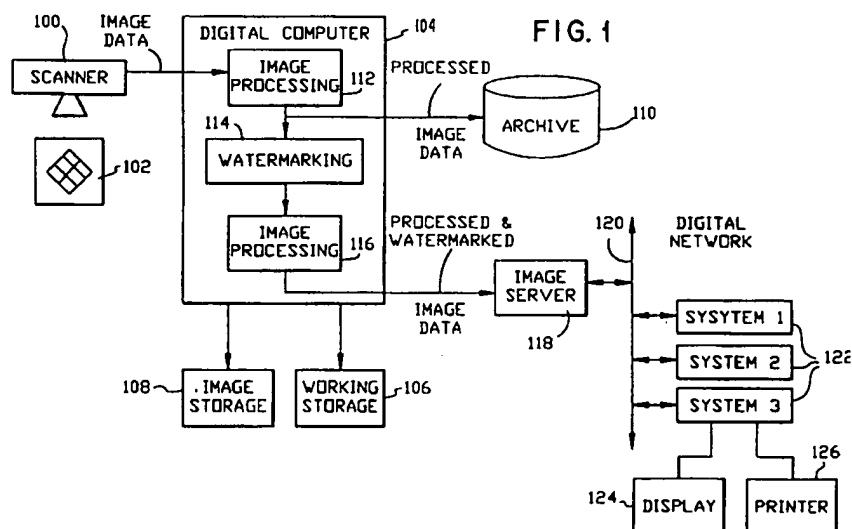 FIG. 1
100
IMAGE
DATA
SCANNER
102
DIGITAL COMPUTER
104
IMAGE
PROCESSING
112
PROCESSED
IMAGE
DATA
ARCHIVE
110
114
WATERMARKING
IMAGE
PROCESSING
116
PROCESSED &
WATERMARKED
IMAGE
DATA
IMAGE
SERVER
118
120
DIGITAL
NETWORK
SYSYTEM 1
SYSTEM 2
122
SYSTEM 3
108
.IMAGE
STORAGE
WORKING
STORAGE
106
124
DISPLAY
126
PRINTER